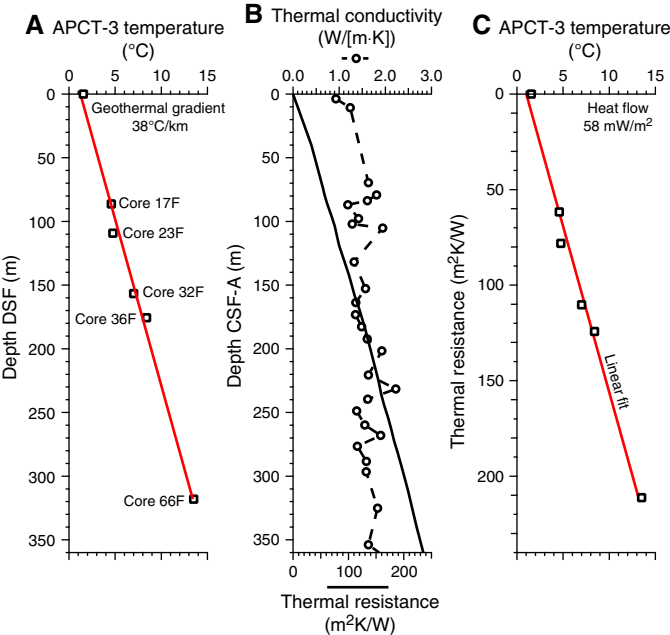 A APCT-3 temperature
(°C)
0 5 10 15
Geothermal gradient
38°C/km
Core 17F
Core 23F
Core 32F
Core 36F
Core 66F
0
50
100
150
200
250
300
350
Depth DSF (m)
B Thermal conductivity
(W/[m·K])
0.0 1.0 2.0 3.0
0
50
100
150
200
250
300
350
Depth CSF-A (m)
0 100 200
Thermal resistance
(m²K/W)
C APCT-3 temperature
(°C)
0 5 10 15
Heat flow
58 mW/m²
Linear fit
0
50
100
150
200
Thermal resistance (m²K/W)